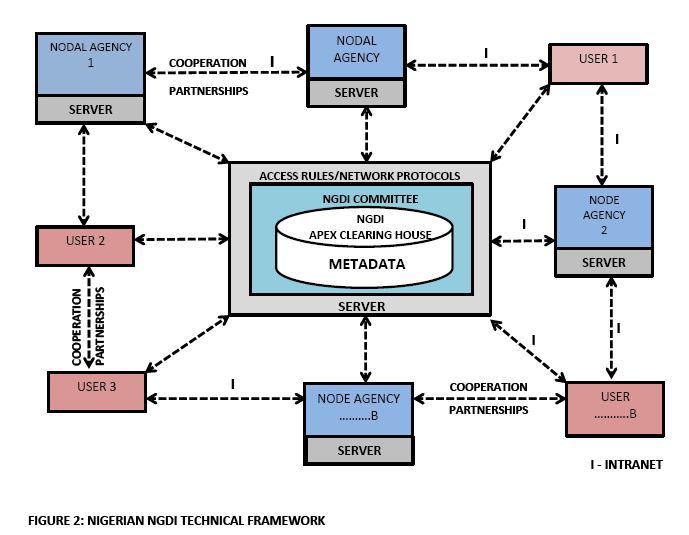 NODAL AGENCY
1
SERVER
COOPERATION I
PARTNERSHIPS
NODAL
AGENCY
SERVER
I
USER 1
I
ACCESS RULES/NETWORK PROTOCOLS
NGDI COMMITTEE
NGDI
APEX CLEARING HOUSE
METADATA
SERVER
USER 2
I
NODE
AGENCY
2
SERVER
COOPERATION
PARTNERSHIPS
I
I
USER 3
I
NODE AGENCY
..........B
SERVER
COOPERATION
PARTNERSHIPS
USER
...........B
I - INTRANET
FIGURE 2: NIGERIAN NGDI TECHNICAL FRAMEWORK